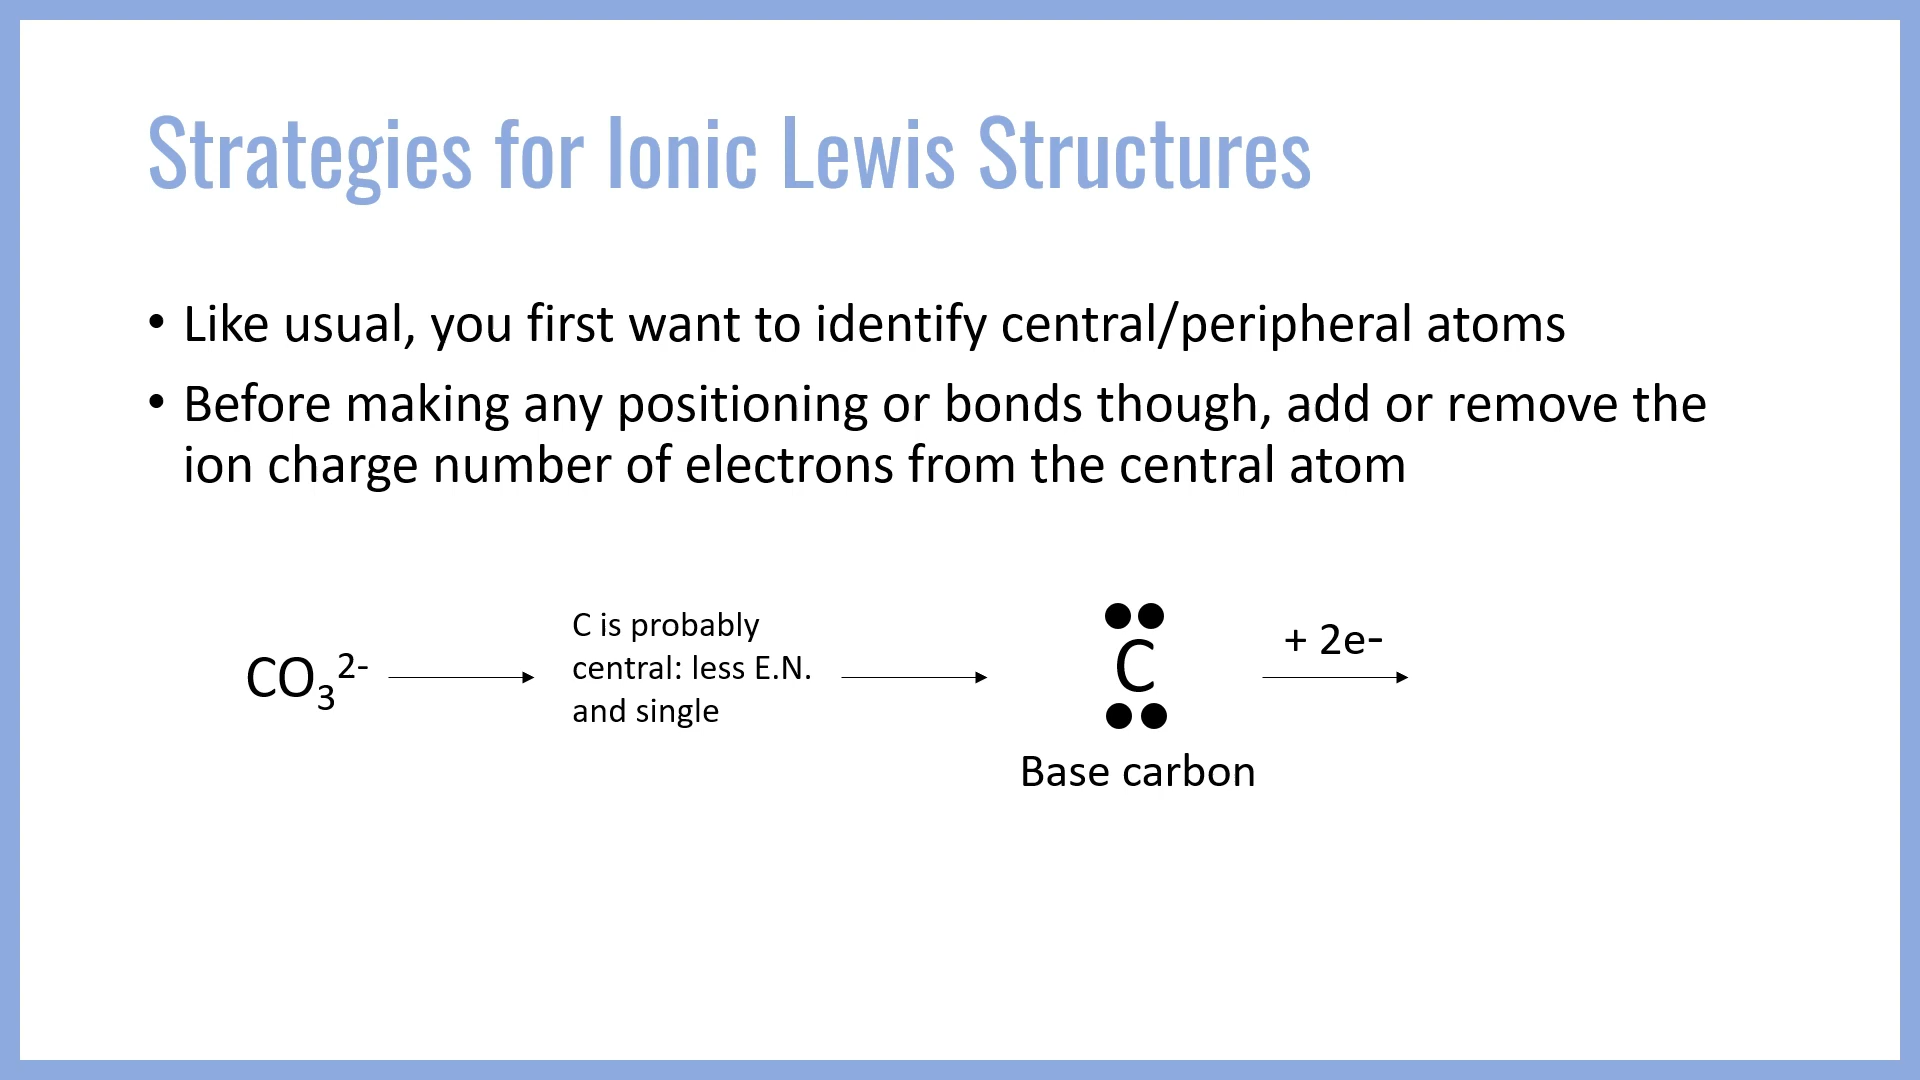 Strategies for Ionic Lewis Structures
• Like usual, you first want to identify central/peripheral atoms
• Before making any positioning or bonds though, add or remove the
ion charge number of electrons from the central atom
CO₃²⁻
C is probably
central: less E.N.
and single
C
Base carbon
+ 2e-